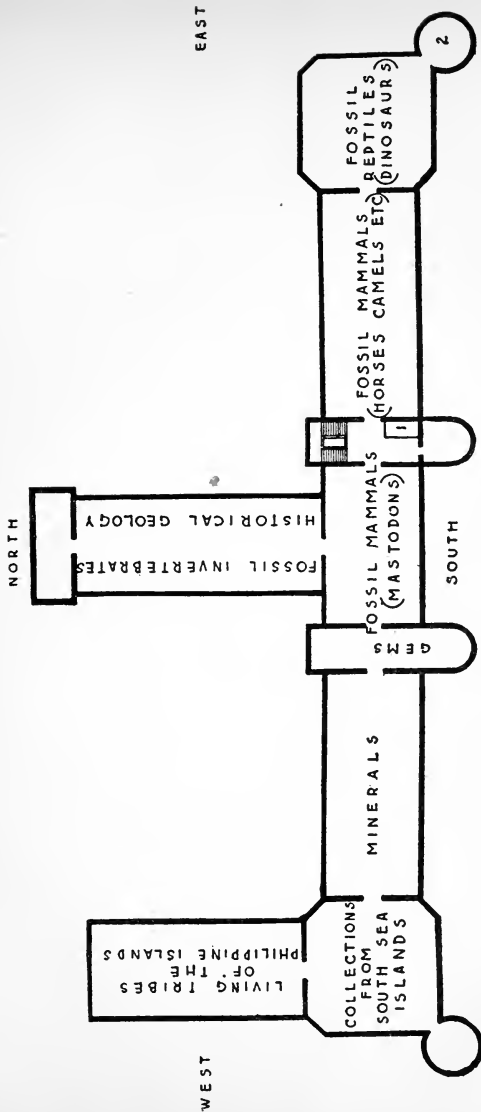 NORTH
EAST
WEST
SOUTH
LIVING TRIBES
OF THE
PHILIPPINE ISLANDS
COLLECTIONS
FROM
SOUTH SEA
ISLANDS
MINERALS
GEMS
FOSSIL INVERTEBRATES
HISTORICAL GEOLOGY
FOSSIL MAMMALS
(MASTODONS)
1
FOSSIL MAMMALS
(HORSES CAMELS ETC)
FOSSIL
REPTILES
(DINOSAURS)
2